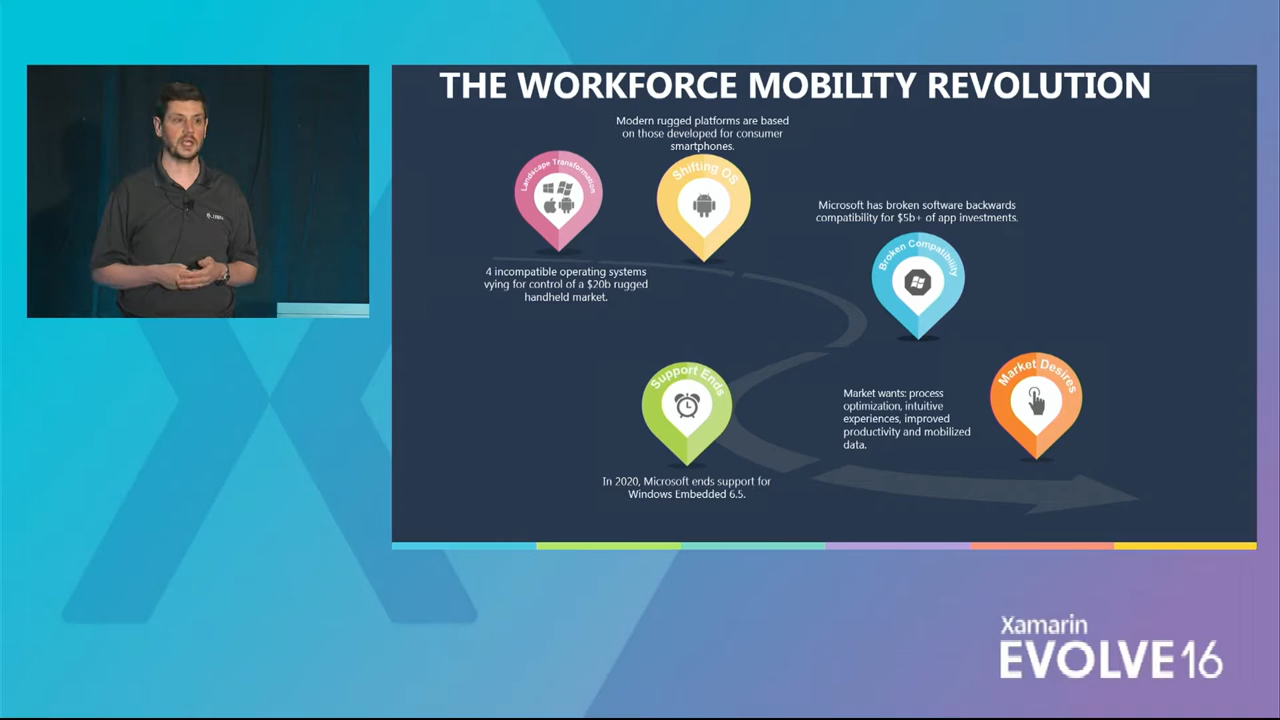 THE WORKFORCE MOBILITY REVOLUTION
Modern rugged platforms are based
on those developed for consumer
smartphones.
Landscape Transformation
Shifting OS
Microsoft has broken software backwards
compatibility for $5b+ of app investments.
Broken Compatibility
4 incompatible operating systems
vying for control of a $20b rugged
handheld market.
Support Ends
Market Desires
Market wants: process
optimization, intuitive
experiences, improved
productivity and mobilized
data.
In 2020, Microsoft ends support for
Windows Embedded 6.5.
Xamarin
EVOLVE16